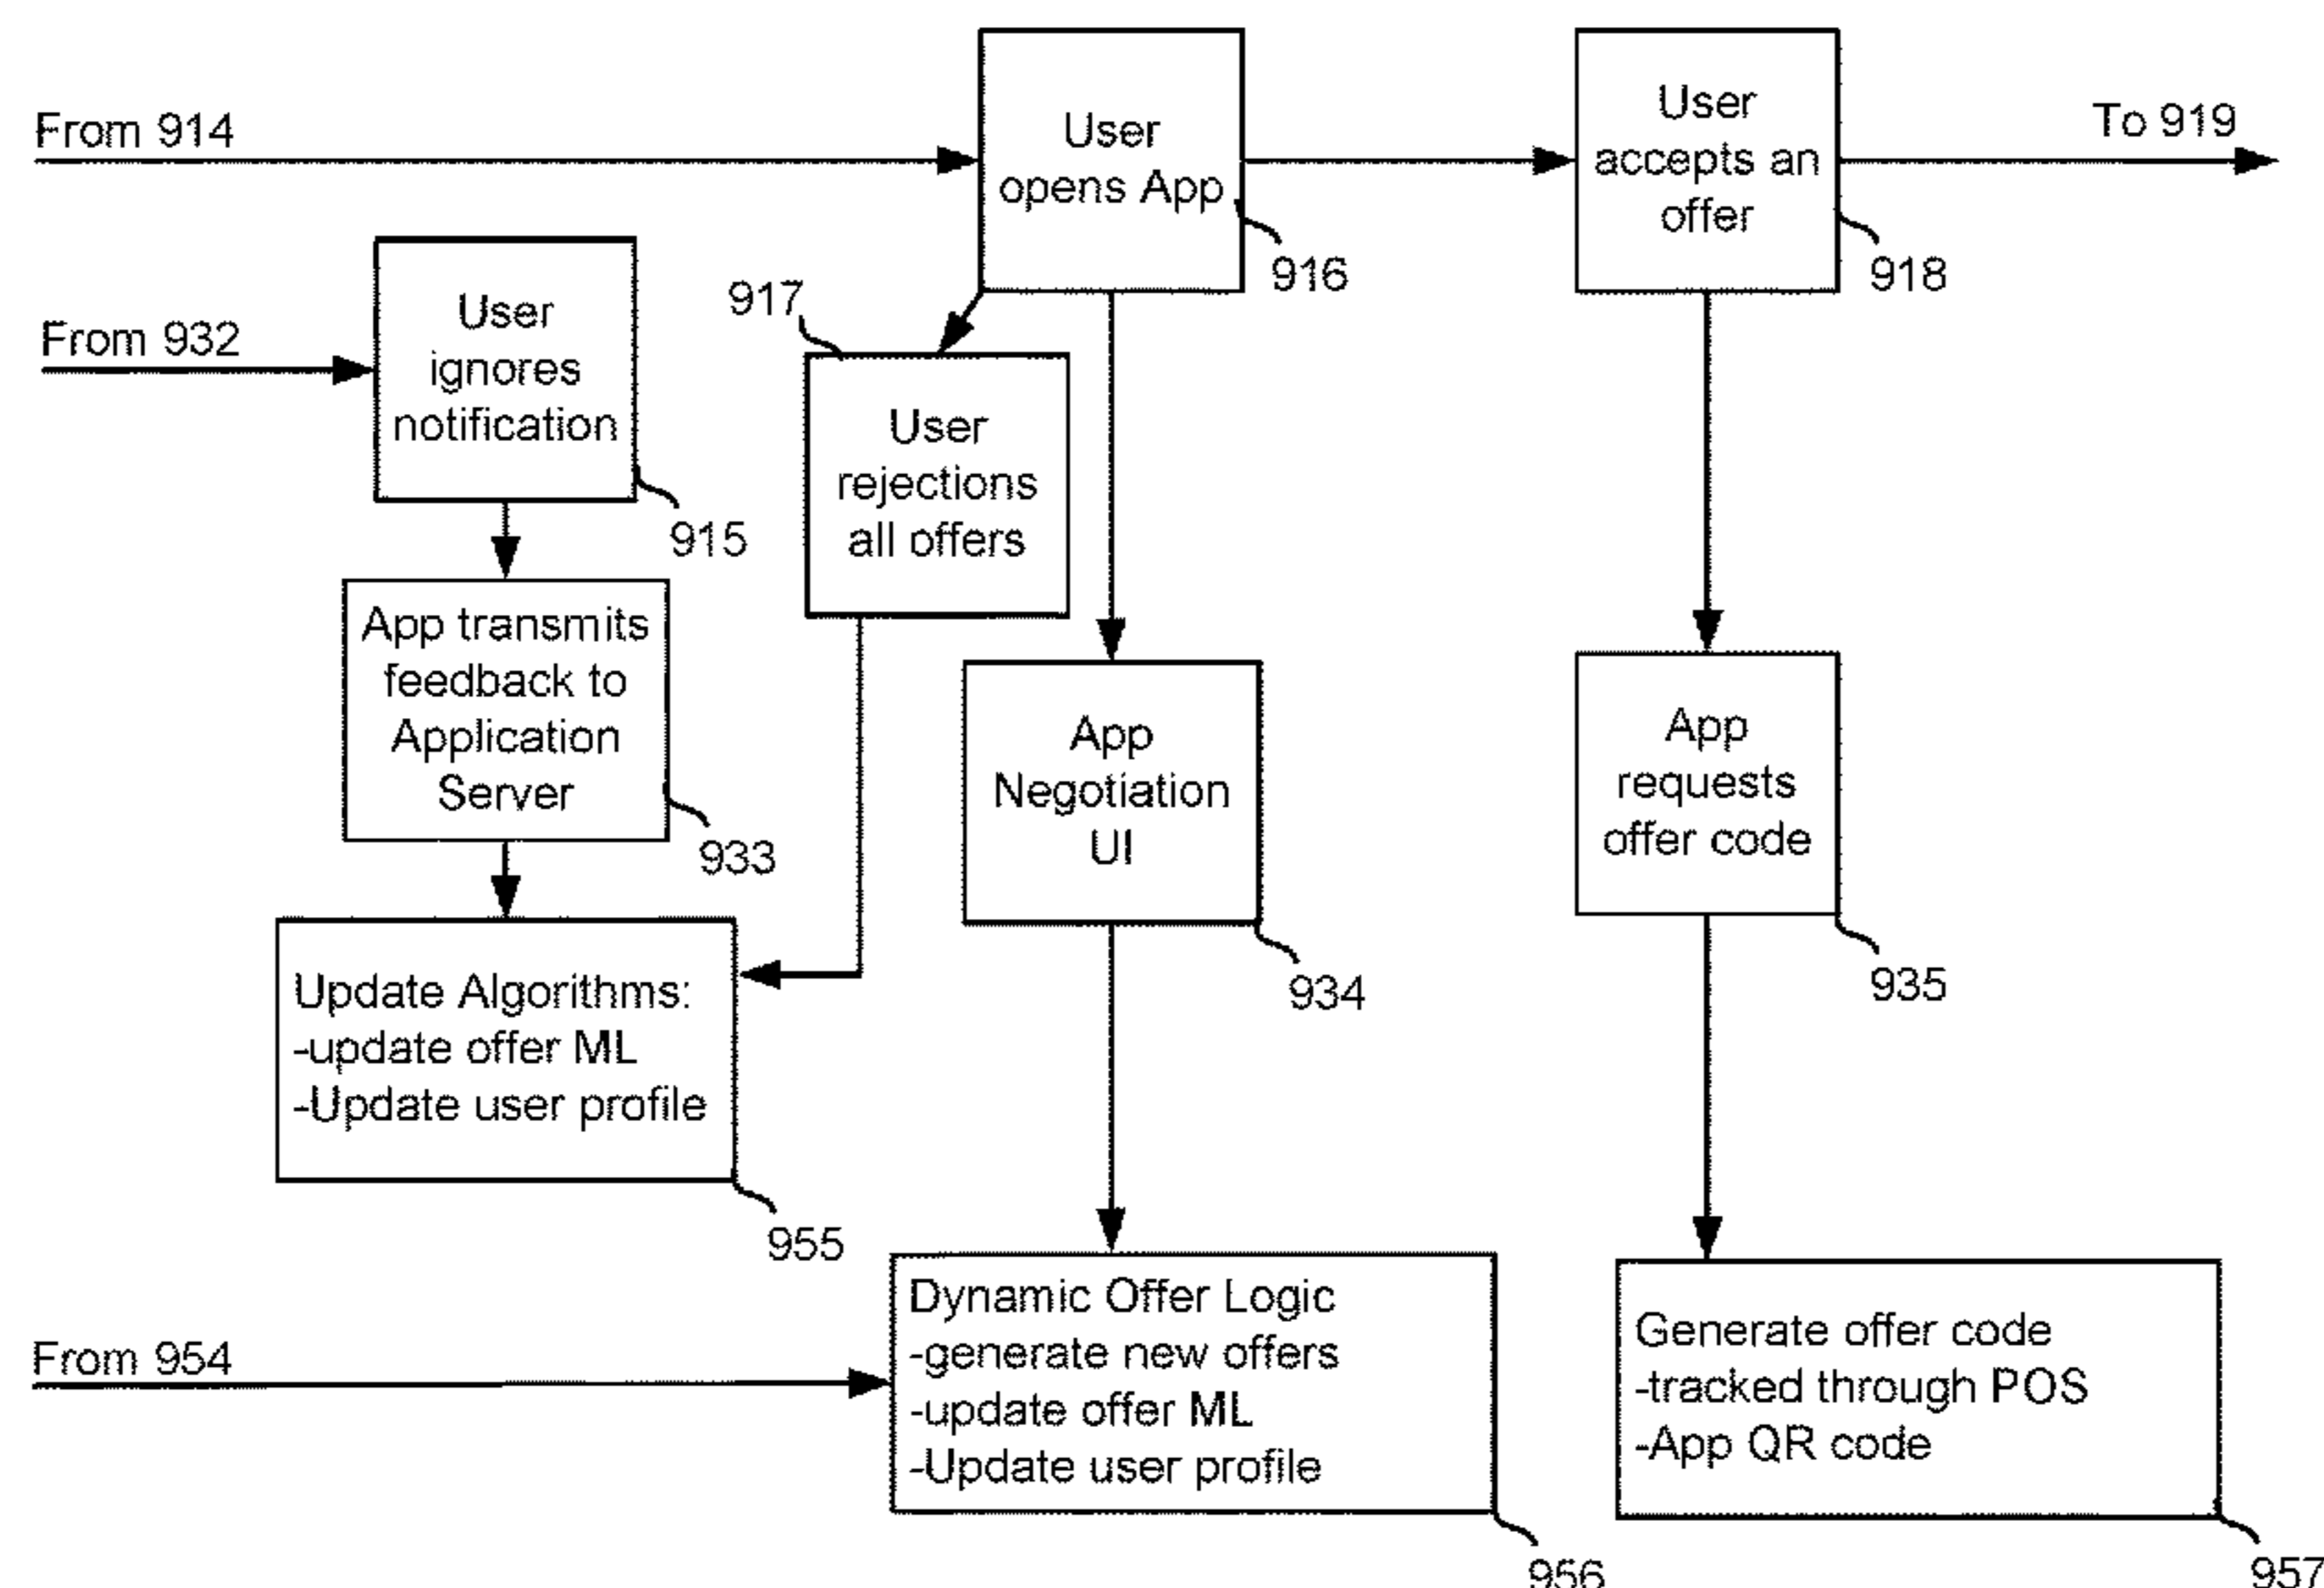 From 914
User
opens App
916
User
accepts an
offer
918
To 919
From 932
User
ignores
notification
915
917
User
rejections
all offers
App transmits
feedback to
Application
Server
933
App
Negotiation
UI
934
App
requests
offer code
935
Update Algorithms:
-update offer ML
-Update user profile
955
From 954
Dynamic Offer Logic
-generate new offers
-update offer ML
-Update user profile
956
Generate offer code
-tracked through POS
-App QR code
957